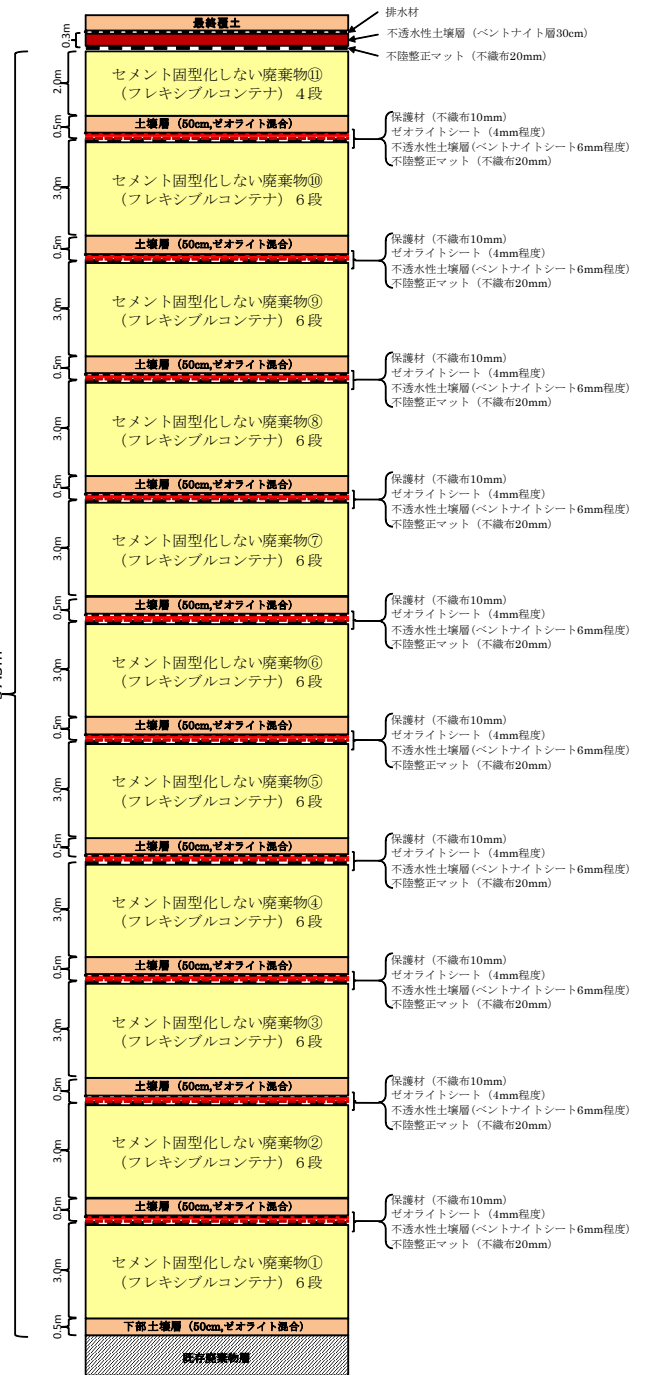 最終覆土
0.3m
排水材
不透水性土壌層（ベントナイト層30cm）
不陸整正マット（不織布20mm）
2.0m
セメント固型化しない廃棄物⑪
（フレキシブルコンテナ）４段
0.5m
土壌層（50cm,ゼオライト混合）
保護材（不織布10mm）
ゼオライトシート（4mm程度）
不透水性土壌層(ベントナイトシート6mm程度)
不陸整正マット（不織布20mm）
3.0m
セメント固型化しない廃棄物⑩
（フレキシブルコンテナ）６段
0.5m
土壌層（50cm,ゼオライト混合）
保護材（不織布10mm）
ゼオライトシート（4mm程度）
不透水性土壌層(ベントナイトシート6mm程度)
不陸整正マット（不織布20mm）
3.0m
セメント固型化しない廃棄物⑨
（フレキシブルコンテナ）６段
0.5m
土壌層（50cm,ゼオライト混合）
保護材（不織布10mm）
ゼオライトシート（4mm程度）
不透水性土壌層(ベントナイトシート6mm程度)
不陸整正マット（不織布20mm）
3.0m
セメント固型化しない廃棄物⑧
（フレキシブルコンテナ）６段
0.5m
土壌層（50cm,ゼオライト混合）
保護材（不織布10mm）
ゼオライトシート（4mm程度）
不透水性土壌層(ベントナイトシート6mm程度)
不陸整正マット（不織布20mm）
3.0m
セメント固型化しない廃棄物⑦
（フレキシブルコンテナ）６段
0.5m
土壌層（50cm,ゼオライト混合）
保護材（不織布10mm）
ゼオライトシート（4mm程度）
不透水性土壌層(ベントナイトシート6mm程度)
不陸整正マット（不織布20mm）
3.0m
セメント固型化しない廃棄物⑥
（フレキシブルコンテナ）６段
0.5m
土壌層（50cm,ゼオライト混合）
保護材（不織布10mm）
ゼオライトシート（4mm程度）
不透水性土壌層(ベントナイトシート6mm程度)
不陸整正マット（不織布20mm）
3.0m
セメント固型化しない廃棄物⑤
（フレキシブルコンテナ）６段
0.5m
土壌層（50cm,ゼオライト混合）
保護材（不織布10mm）
ゼオライトシート（4mm程度）
不透水性土壌層(ベントナイトシート6mm程度)
不陸整正マット（不織布20mm）
3.0m
セメント固型化しない廃棄物④
（フレキシブルコンテナ）６段
0.5m
土壌層（50cm,ゼオライト混合）
保護材（不織布10mm）
ゼオライトシート（4mm程度）
不透水性土壌層(ベントナイトシート6mm程度)
不陸整正マット（不織布20mm）
3.0m
セメント固型化しない廃棄物③
（フレキシブルコンテナ）６段
0.5m
土壌層（50cm,ゼオライト混合）
保護材（不織布10mm）
ゼオライトシート（4mm程度）
不透水性土壌層(ベントナイトシート6mm程度)
不陸整正マット（不織布20mm）
3.0m
セメント固型化しない廃棄物②
（フレキシブルコンテナ）６段
0.5m
土壌層（50cm,ゼオライト混合）
保護材（不織布10mm）
ゼオライトシート（4mm程度）
不透水性土壌層(ベントナイトシート6mm程度)
不陸整正マット（不織布20mm）
3.0m
セメント固型化しない廃棄物①
（フレキシブルコンテナ）６段
0.5m
下部土壌層（50cm,ゼオライト混合）
既存廃棄物層